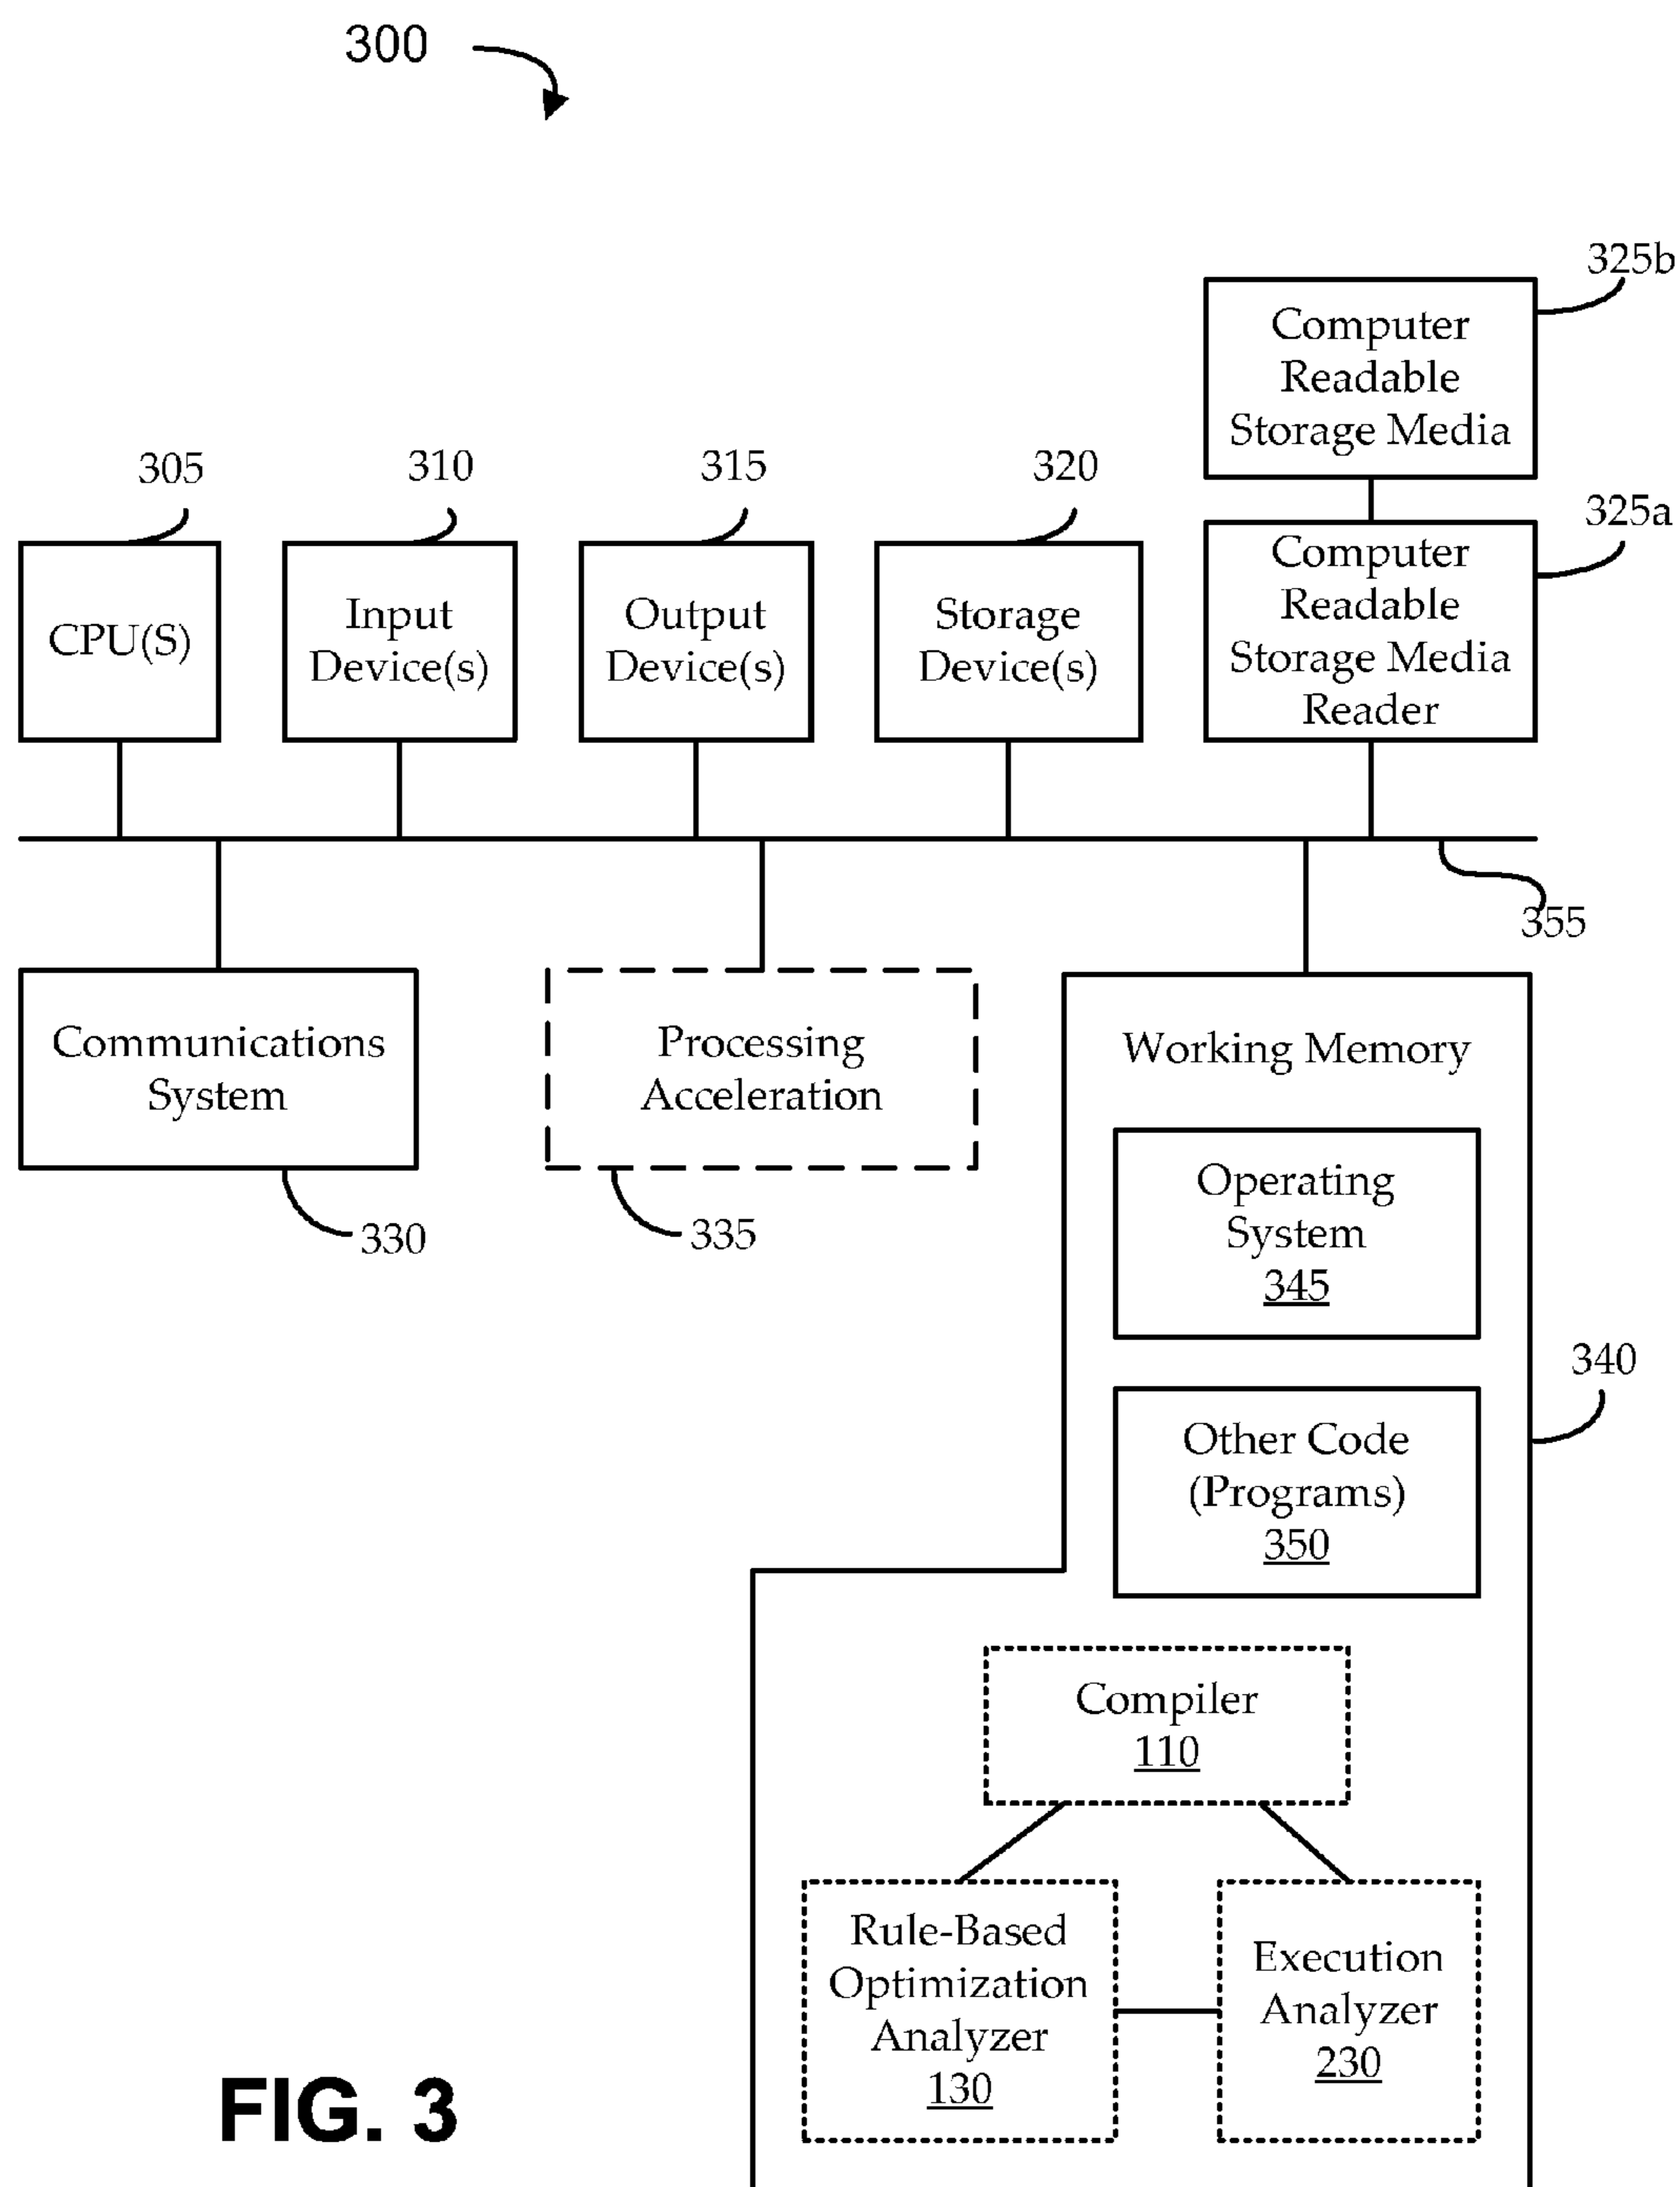 300
325b
Computer
Readable
Storage Media
305
310
315
320
325a
CPU(S)
Input
Device(s)
Output
Device(s)
Storage
Device(s)
Computer
Readable
Storage Media
Reader
355
Communications
System
330
Processing
Acceleration
335
Working Memory
Operating
System
345
340
Other Code
(Programs)
350
Compiler
110
Rule-Based
Optimization
Analyzer
130
Execution
Analyzer
230
FIG. 3